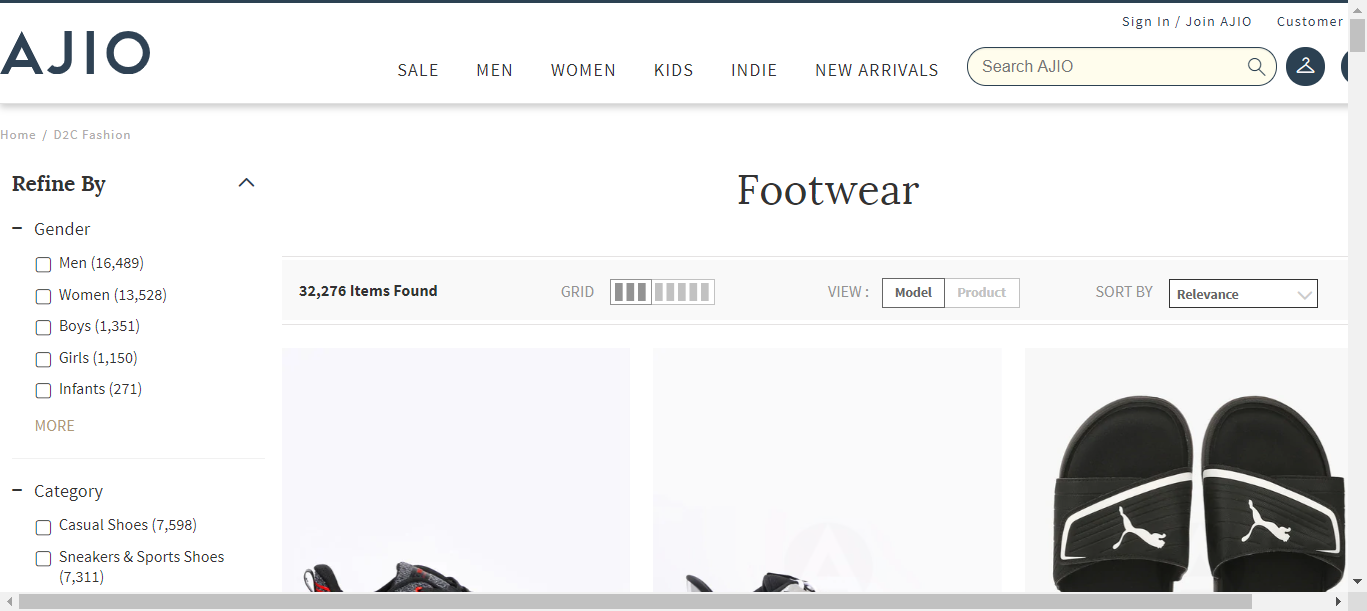 Sign In / Join AJIO
Customer
AJIO
SALE
MEN
WOMEN
KIDS
INDIE
NEW ARRIVALS
Search AJIO
Home / D2C Fashion
Refine By
Footwear
Gender
Men (16,489)
Women (13,528)
Boys (1,351)
Girls (1,150)
Infants (271)
MORE
32,276 Items Found
GRID
VIEW :
Model
Product
SORT BY
Relevance
Category
Casual Shoes (7,598)
Sneakers & Sports Shoes
(7,311)